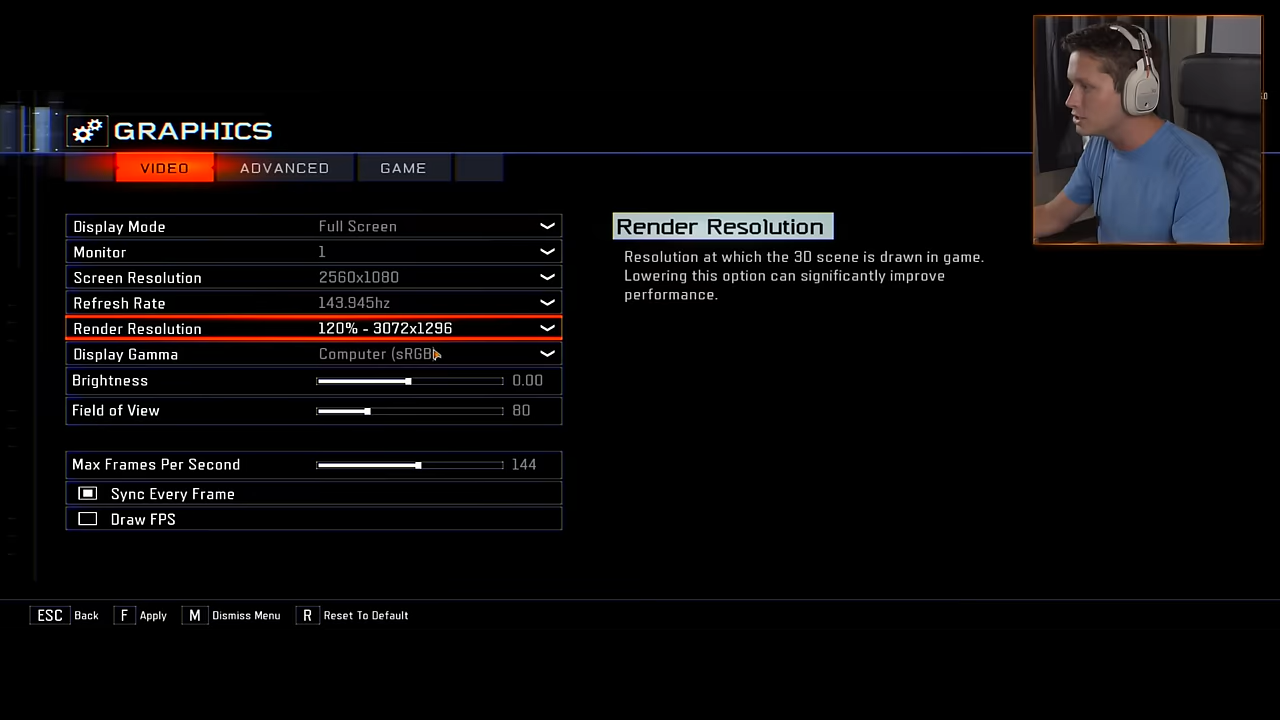 GRAPHICS
VIDEO ADVANCED GAME
Display Mode Full Screen
Monitor 1
Screen Resolution 2560x1080
Refresh Rate 143.945hz
Render Resolution 120% - 3072x1296
Display Gamma Computer (sRGB)
Brightness 0.00
Field of View 80
Max Frames Per Second 144
Sync Every Frame
Draw FPS
Render Resolution
Resolution at which the 3D scene is drawn in game.
Lowering this option can significantly improve
performance.
ESC Back F Apply M Dismiss Menu R Reset To Default